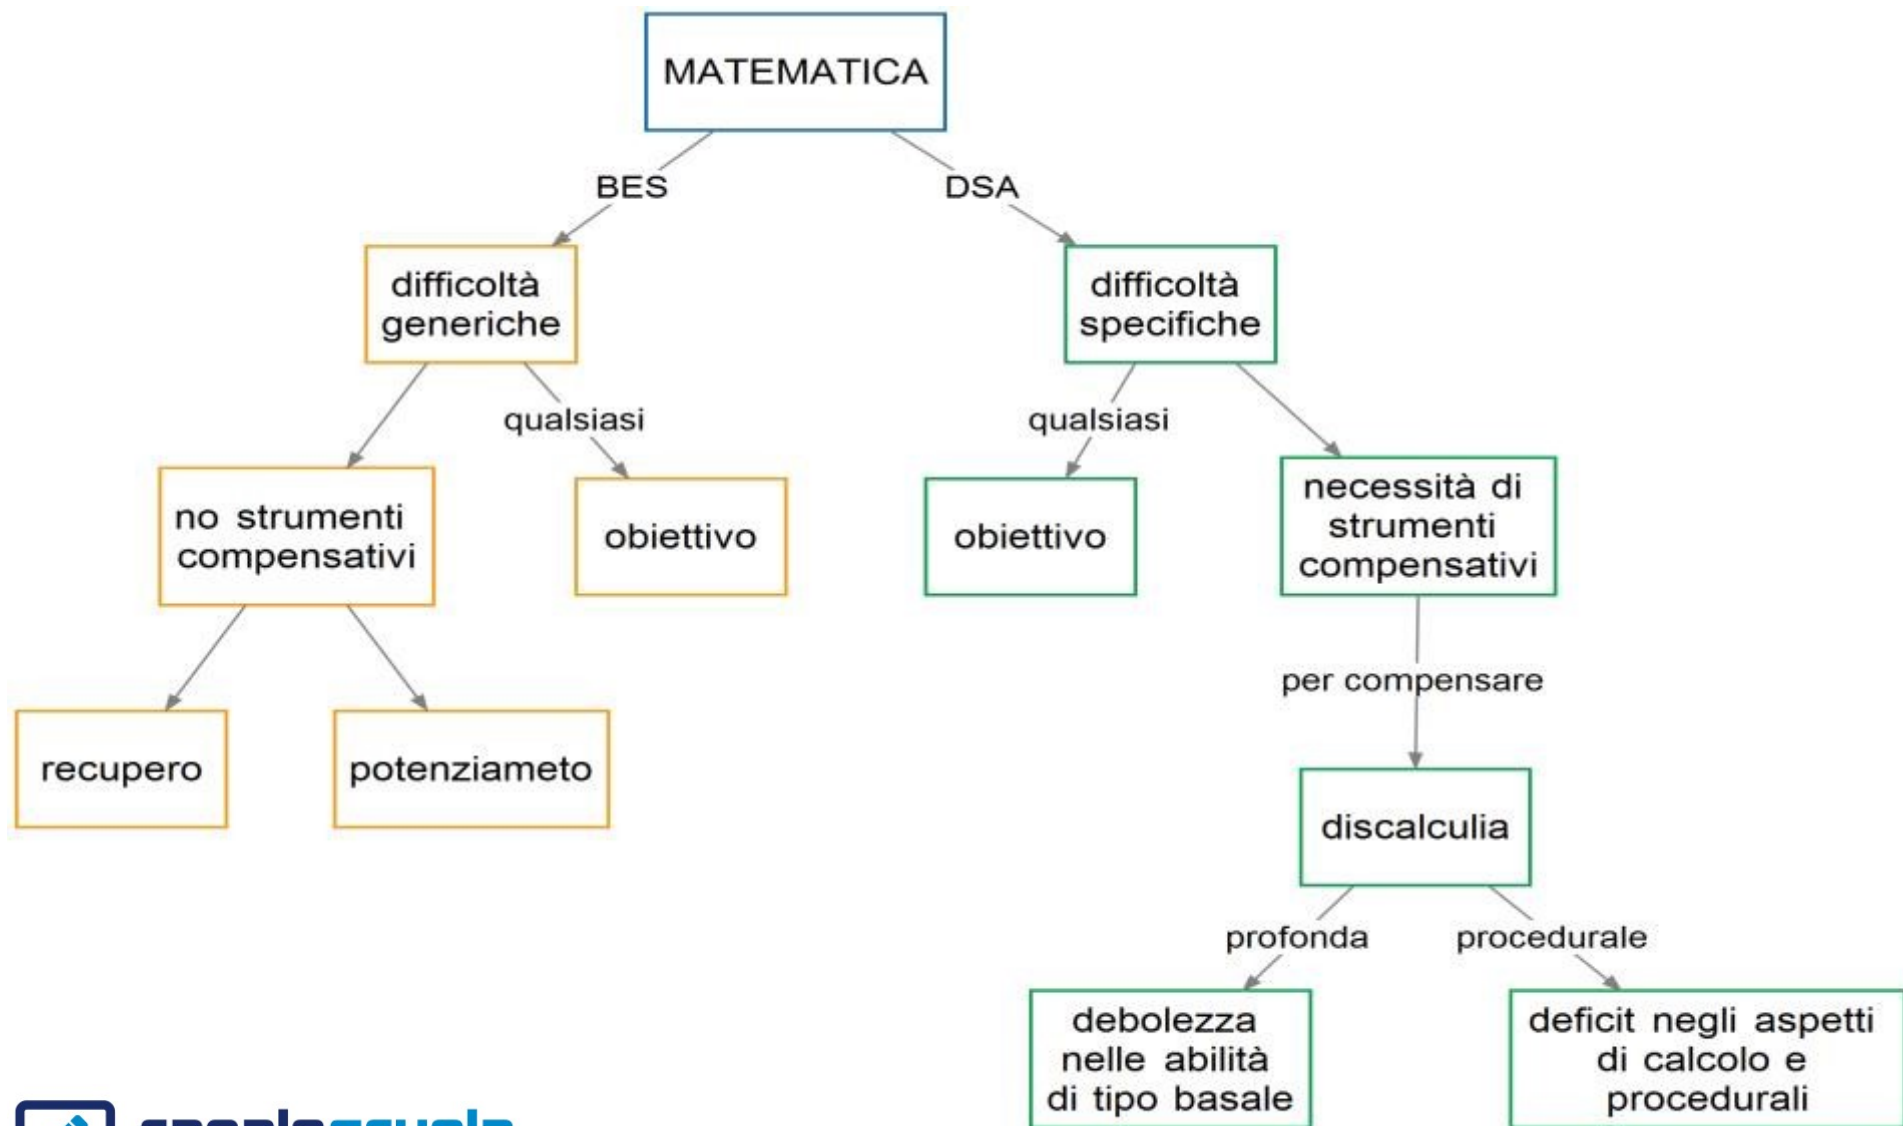 MATEMATICA
BES
DSA
difficoltà
generiche
difficoltà
specifiche
qualsiasi
qualsiasi
no strumenti
compensativi
obiettivo
obiettivo
necessità di
strumenti
compensativi
per compensare
recupero
potenziameto
discalculia
profonda
procedurale
debolezza
nelle abilità
di tipo basale
deficit negli aspetti
di calcolo e
procedurali